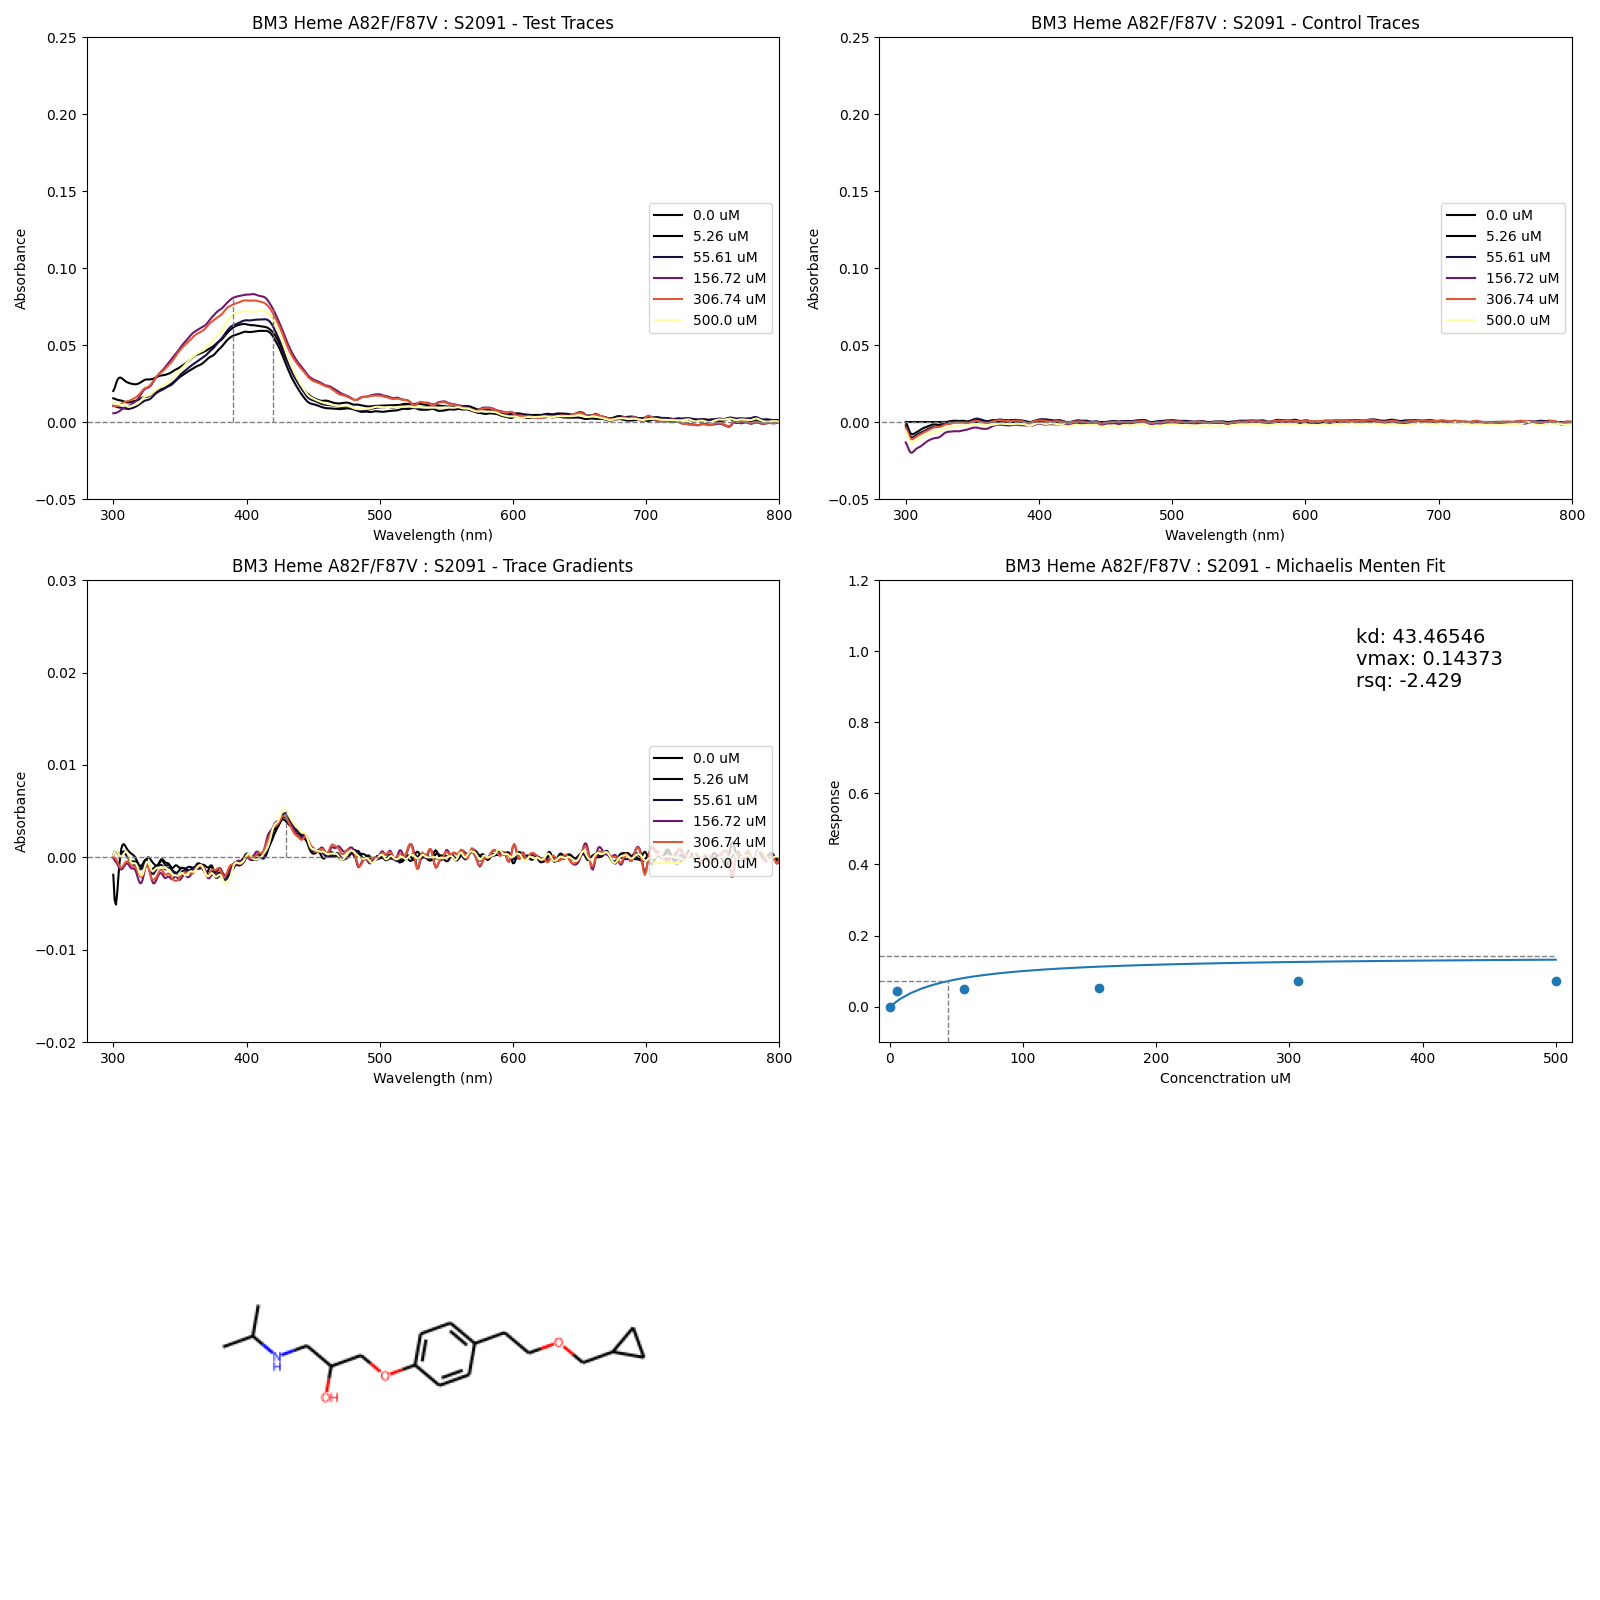 BM3 Heme A82F/F87V : S2091 - Test Traces
0.25
0.20
0.15
0.10
0.05
0.00
−0.05
Absorbance
300
400
500
600
700
800
Wavelength (nm)
0.0 uM
5.26 uM
55.61 uM
156.72 uM
306.74 uM
500.0 uM
BM3 Heme A82F/F87V : S2091 - Control Traces
0.25
0.20
0.15
0.10
0.05
0.00
−0.05
Absorbance
300
400
500
600
700
800
Wavelength (nm)
0.0 uM
5.26 uM
55.61 uM
156.72 uM
306.74 uM
500.0 uM
BM3 Heme A82F/F87V : S2091 - Trace Gradients
0.03
0.02
0.01
0.00
−0.01
−0.02
Absorbance
300
400
500
600
700
800
Wavelength (nm)
0.0 uM
5.26 uM
55.61 uM
156.72 uM
306.74 uM
500.0 uM
BM3 Heme A82F/F87V : S2091 - Michaelis Menten Fit
1.2
1.0
0.8
0.6
0.4
0.2
0.0
Response
kd: 43.46546
vmax: 0.14373
rsq: -2.429
0
100
200
300
400
500
Concenctration uM
N
H
OH
O
O